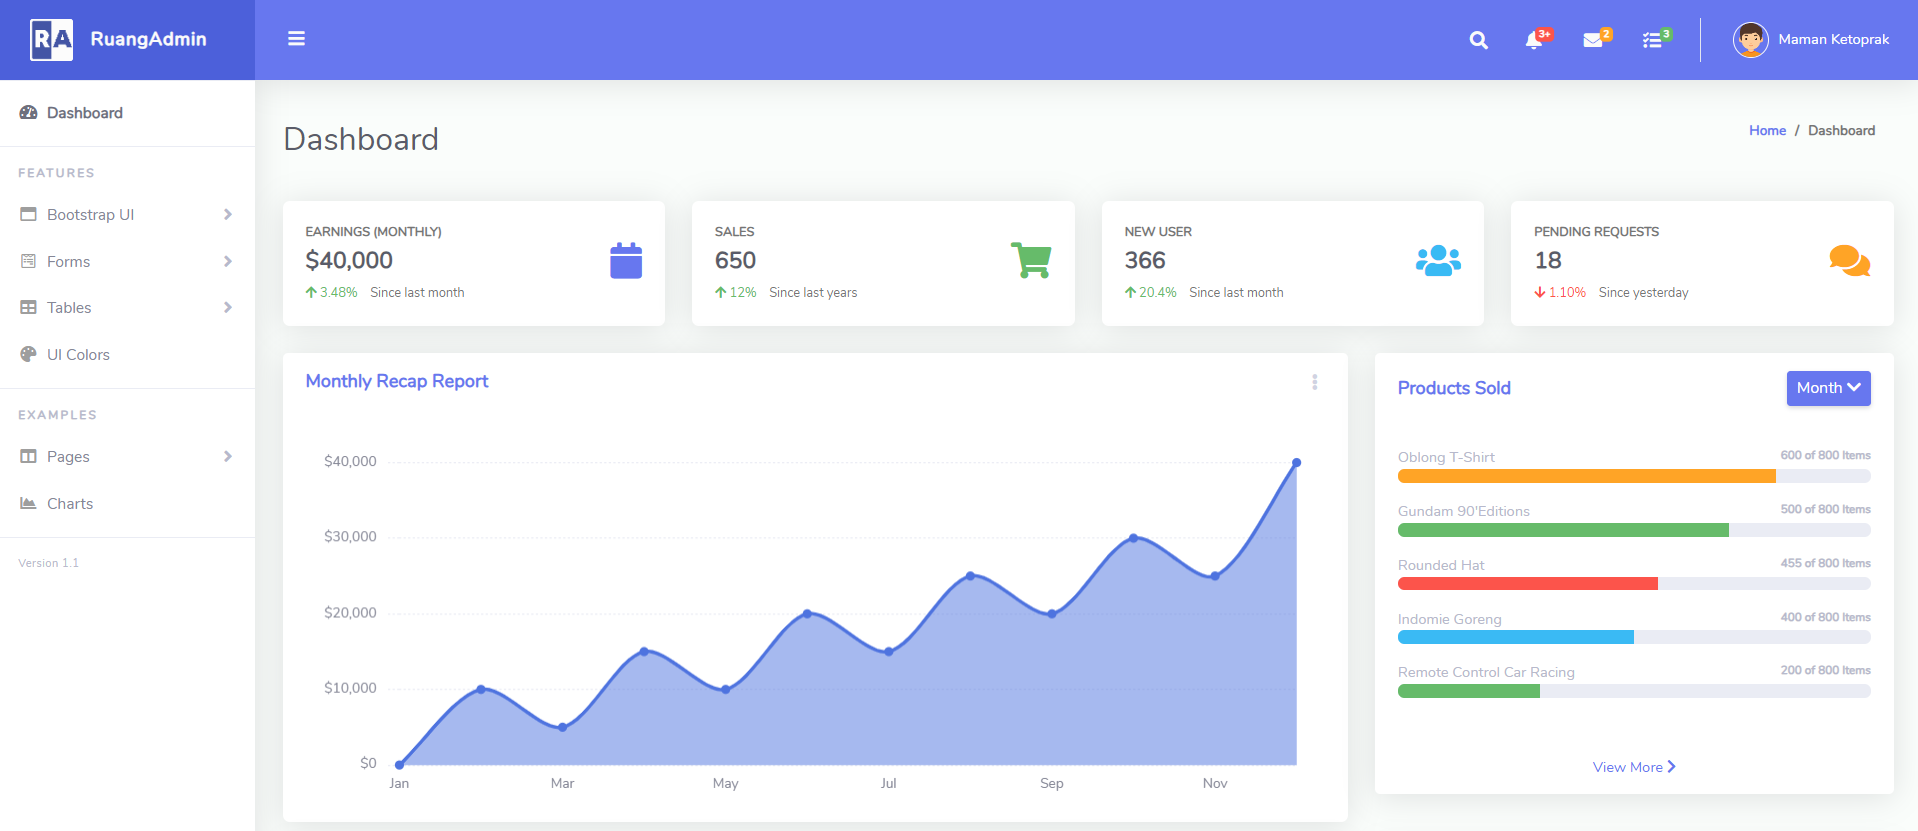 RA RuangAdmin
3+
2
3
Maman Ketoprak
Dashboard
FEATURES
Bootstrap UI
Forms
Tables
UI Colors
EXAMPLES
Pages
Charts
Version 1.1
Dashboard
Home / Dashboard
EARNINGS (MONTHLY)
$40,000
3.48% Since last month
SALES
650
12% Since last years
NEW USER
366
20.4% Since last month
PENDING REQUESTS
18
1.10% Since yesterday
Monthly Recap Report
$40,000
$30,000
$20,000
$10,000
$0
Jan Mar May Jul Sep Nov
Products Sold
Month
Oblong T-Shirt 600 of 800 Items
Gundam 90'Editions 500 of 800 Items
Rounded Hat 455 of 800 Items
Indomie Goreng 400 of 800 Items
Remote Control Car Racing 200 of 800 Items
View More